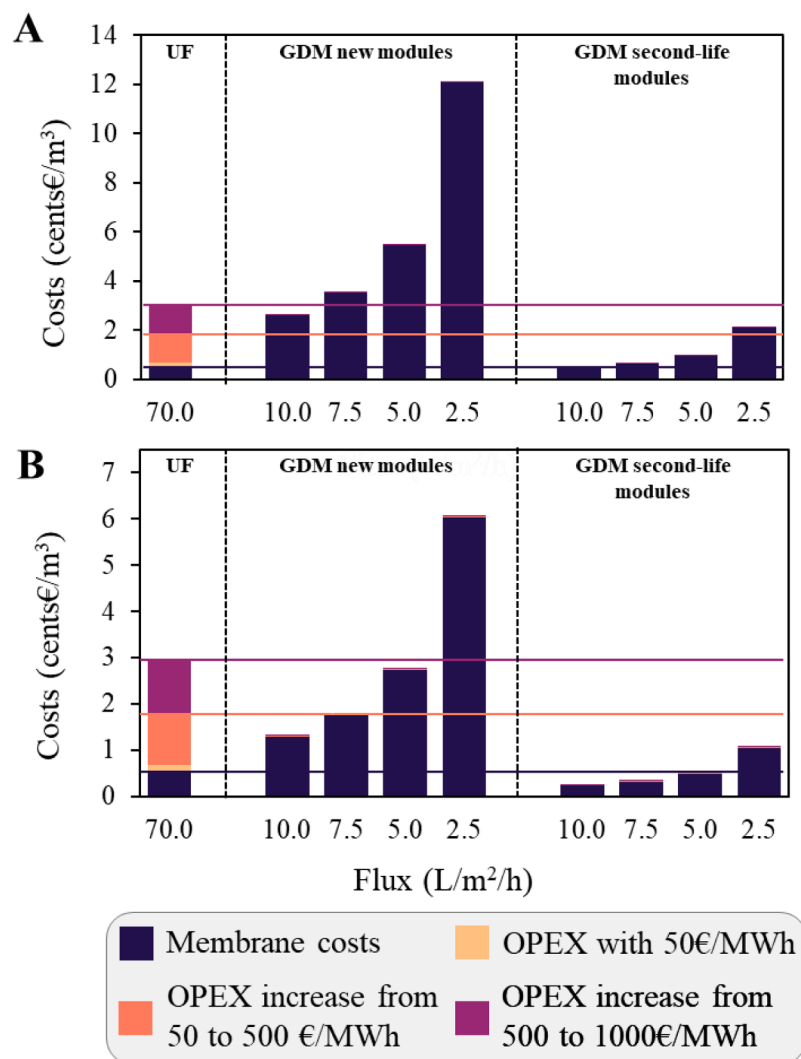 A
UF
GDM new modules
GDM second-life
modules
Costs (cents€/m³)
14
12
10
8
6
4
2
0
70.0
10.0
7.5
5.0
2.5
10.0
7.5
5.0
2.5
B
UF
GDM new modules
GDM second-life
modules
Costs (cents€/m³)
7
6
5
4
3
2
1
0
70.0
10.0
7.5
5.0
2.5
10.0
7.5
5.0
2.5
Flux (L/m²/h)
Membrane costs
OPEX with 50€/MWh
OPEX increase from
50 to 500 €/MWh
OPEX increase from
500 to 1000€/MWh